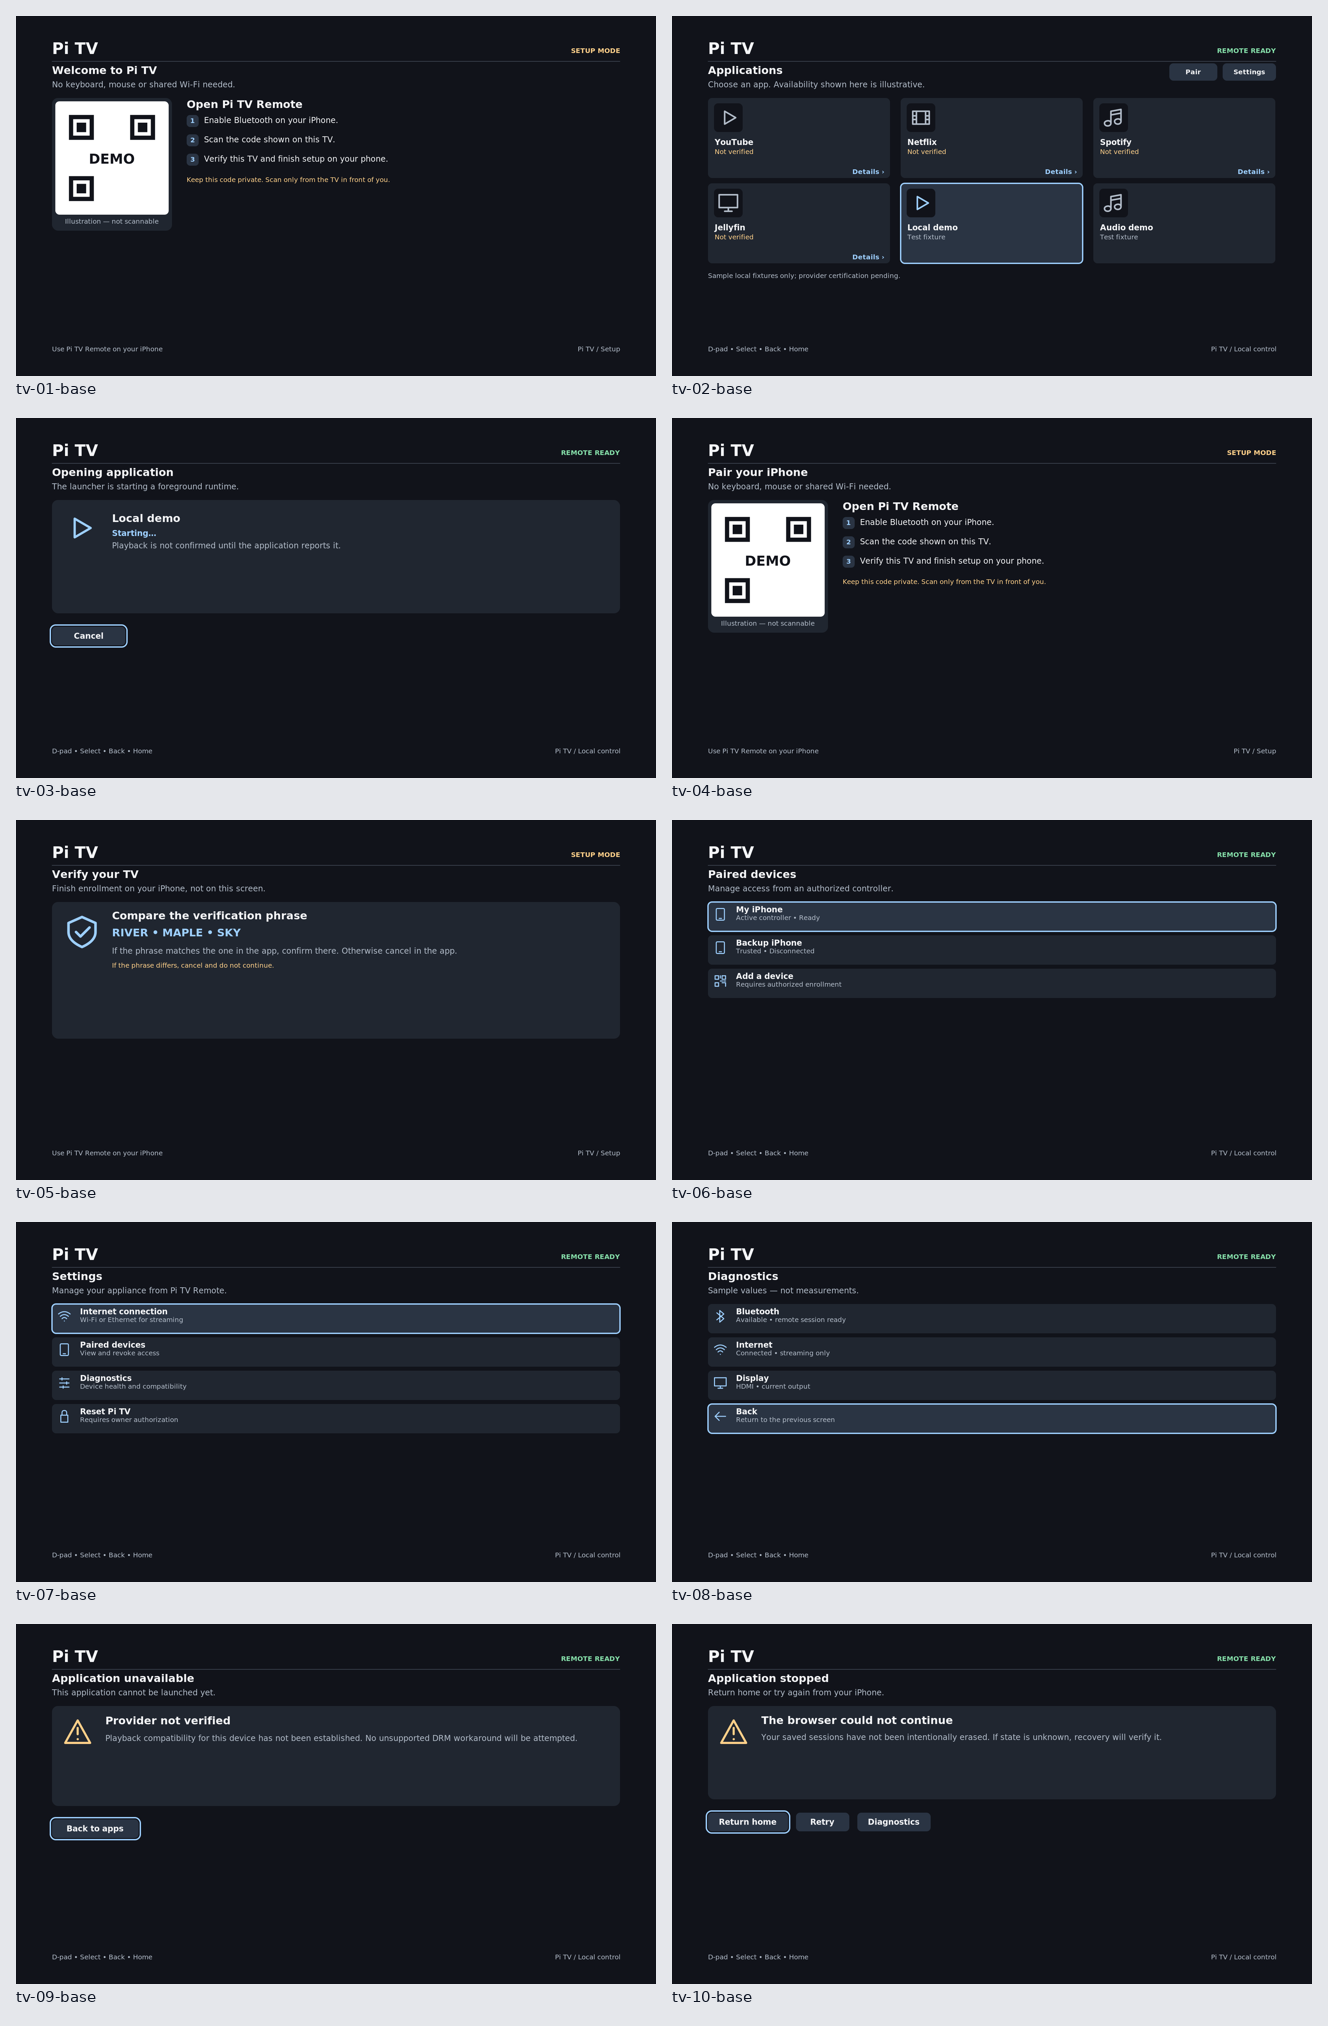 Pi TV
SETUP MODE
Welcome to Pi TV
No keyboard, mouse or shared Wi-Fi needed.
DEMO
Illustration — not scannable
Open Pi TV Remote
1 Enable Bluetooth on your iPhone.
2 Scan the code shown on this TV.
3 Verify this TV and finish setup on your phone.
Keep this code private. Scan only from the TV in front of you.
Use Pi TV Remote on your iPhone
Pi TV / Setup
tv-01-base
Pi TV
REMOTE READY
Applications
Choose an app. Availability shown here is illustrative.
Pair
Settings
YouTube
Not verified
Details ›
Netflix
Not verified
Details ›
Spotify
Not verified
Details ›
Jellyfin
Not verified
Details ›
Local demo
Test fixture
Audio demo
Test fixture
Sample local fixtures only; provider certification pending.
D-pad • Select • Back • Home
Pi TV / Local control
tv-02-base
Pi TV
REMOTE READY
Opening application
The launcher is starting a foreground runtime.
Local demo
Starting…
Playback is not confirmed until the application reports it.
Cancel
D-pad • Select • Back • Home
Pi TV / Local control
tv-03-base
Pi TV
SETUP MODE
Pair your iPhone
No keyboard, mouse or shared Wi-Fi needed.
DEMO
Illustration — not scannable
Open Pi TV Remote
1 Enable Bluetooth on your iPhone.
2 Scan the code shown on this TV.
3 Verify this TV and finish setup on your phone.
Keep this code private. Scan only from the TV in front of you.
Use Pi TV Remote on your iPhone
Pi TV / Setup
tv-04-base
Pi TV
SETUP MODE
Verify your TV
Finish enrollment on your iPhone, not on this screen.
Compare the verification phrase
RIVER • MAPLE • SKY
If the phrase matches the one in the app, confirm there. Otherwise cancel in the app.
If the phrase differs, cancel and do not continue.
Use Pi TV Remote on your iPhone
Pi TV / Setup
tv-05-base
Pi TV
REMOTE READY
Paired devices
Manage access from an authorized controller.
My iPhone
Active controller • Ready
Backup iPhone
Trusted • Disconnected
Add a device
Requires authorized enrollment
D-pad • Select • Back • Home
Pi TV / Local control
tv-06-base
Pi TV
REMOTE READY
Settings
Manage your appliance from Pi TV Remote.
Internet connection
Wi-Fi or Ethernet for streaming
Paired devices
View and revoke access
Diagnostics
Device health and compatibility
Reset Pi TV
Requires owner authorization
D-pad • Select • Back • Home
Pi TV / Local control
tv-07-base
Pi TV
REMOTE READY
Diagnostics
Sample values — not measurements.
Bluetooth
Available • remote session ready
Internet
Connected • streaming only
Display
HDMI • current output
Back
Return to the previous screen
D-pad • Select • Back • Home
Pi TV / Local control
tv-08-base
Pi TV
REMOTE READY
Application unavailable
This application cannot be launched yet.
Provider not verified
Playback compatibility for this device has not been established. No unsupported DRM workaround will be attempted.
Back to apps
D-pad • Select • Back • Home
Pi TV / Local control
tv-09-base
Pi TV
REMOTE READY
Application stopped
Return home or try again from your iPhone.
The browser could not continue
Your saved sessions have not been intentionally erased. If state is unknown, recovery will verify it.
Return home
Retry
Diagnostics
D-pad • Select • Back • Home
Pi TV / Local control
tv-10-base